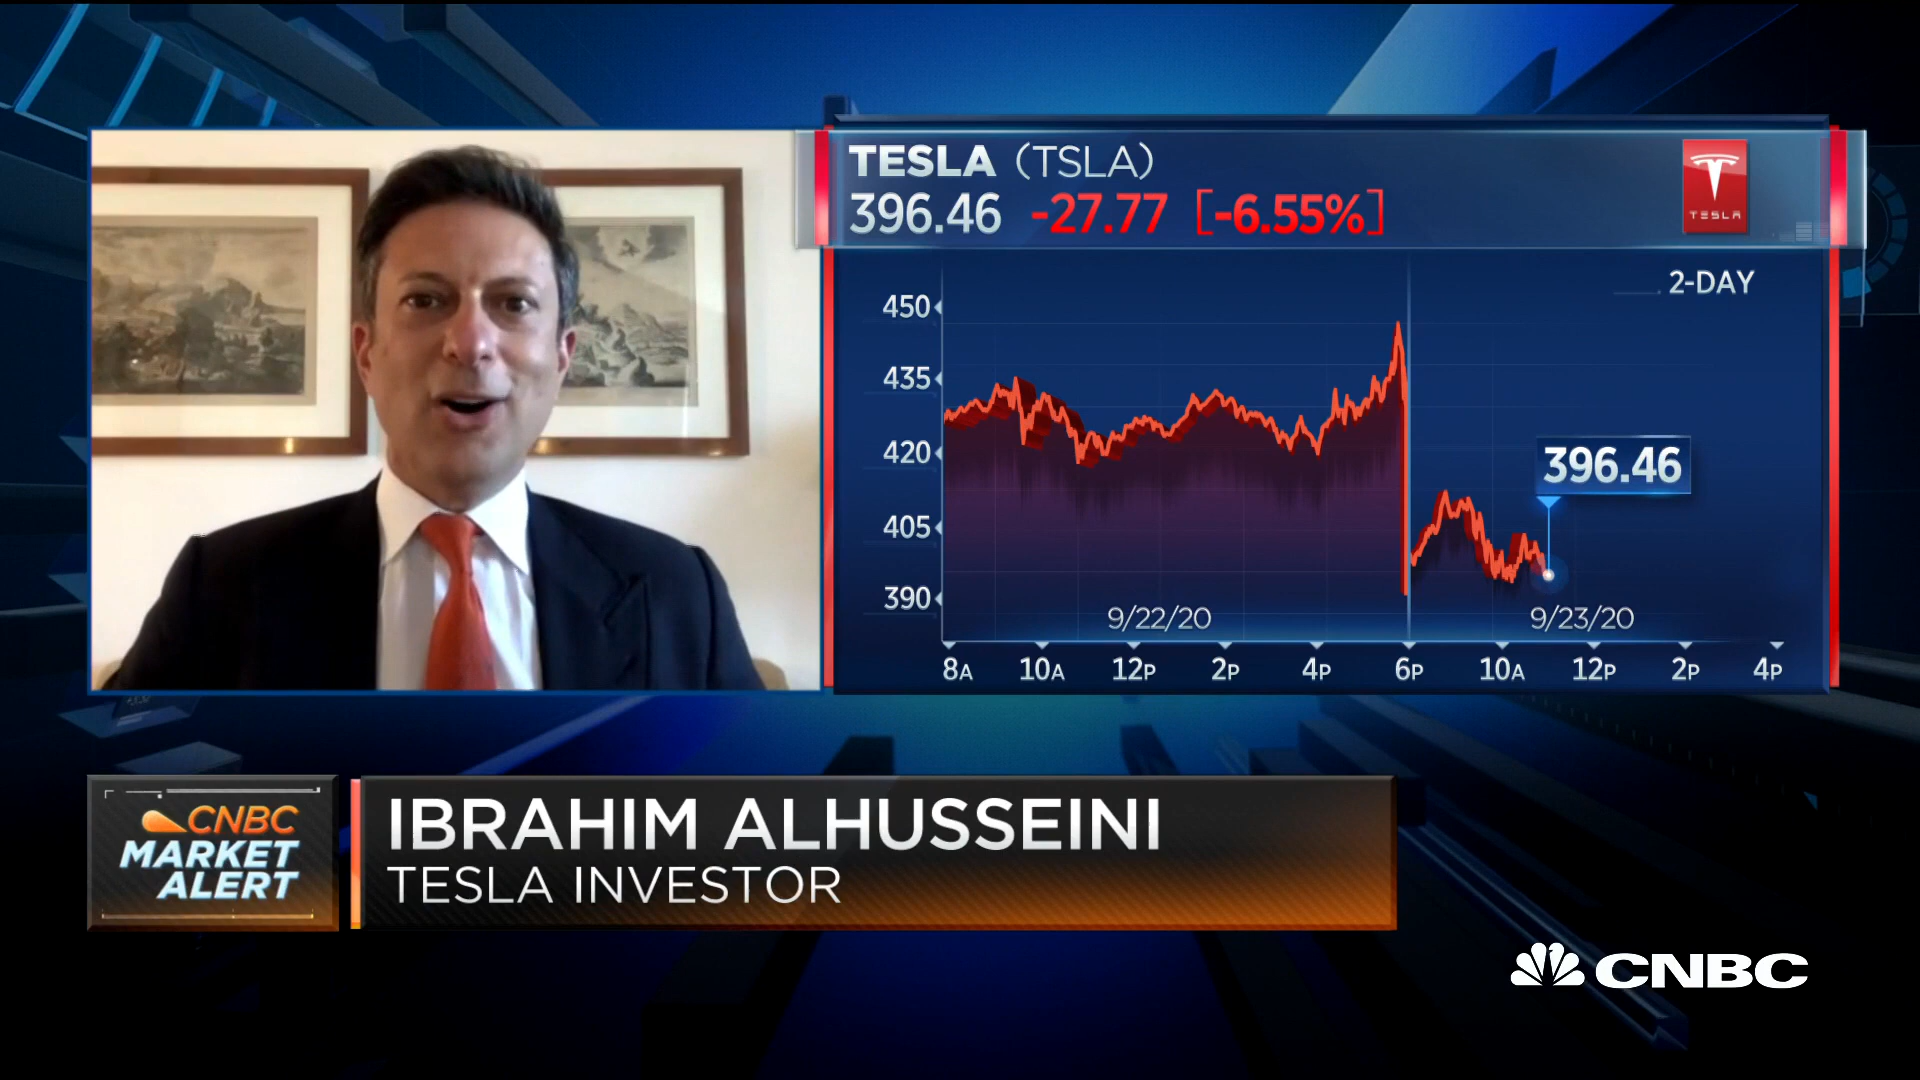 TESLA (TSLA)
396.46 -27.77 [-6.55%]
TESLA
2-DAY
450
435
420
405
390
396.46
9/22/20
9/23/20
8A 10A 12P 2P 4P 6P 10A 12P 2P 4P
CNBC
MARKET
ALERT
IBRAHIM ALHUSSEINI
TESLA INVESTOR
CNBC